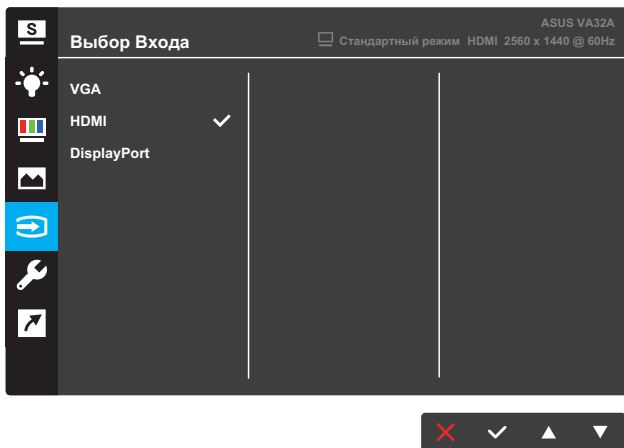 S
ASUS VA32A
Выбор Входа
Стандартный режим HDMI 2560 x 1440 @ 60Hz
VGA
HDMI
DisplayPort